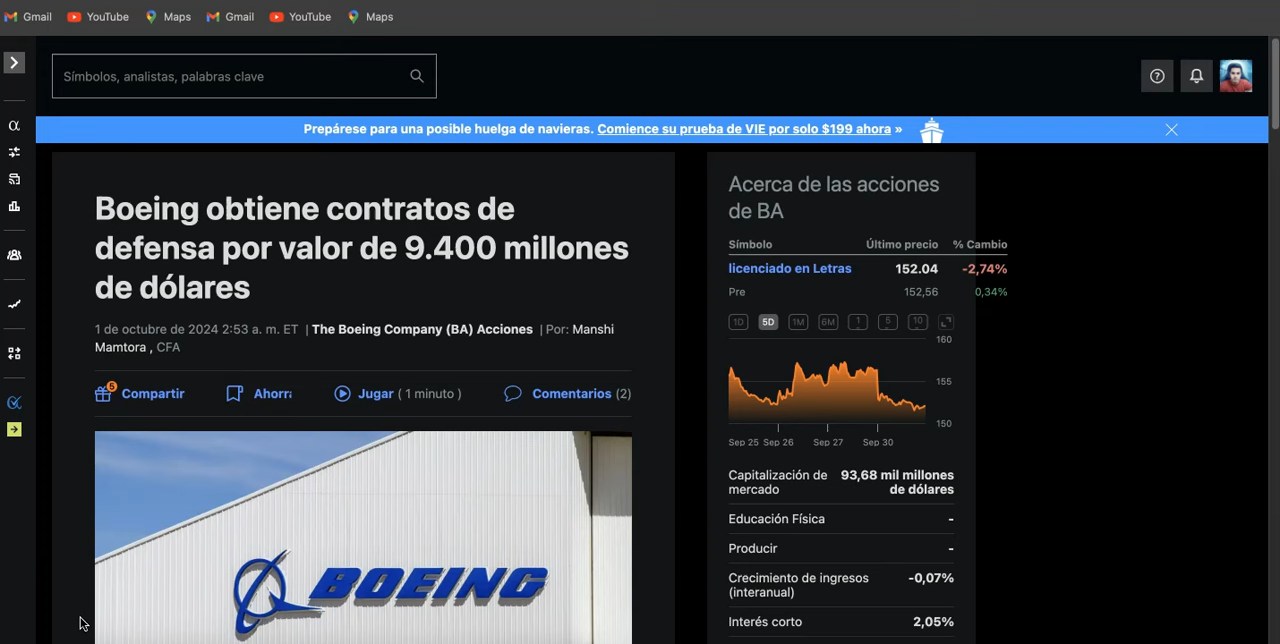 Gmail YouTube Maps Gmail YouTube Maps
Símbolos, analistas, palabras clave
Prepárese para una posible huelga de navieras. Comience su prueba de VIE por solo $199 ahora »
Boeing obtiene contratos de
defensa por valor de 9.400 millones
de dólares
1 de octubre de 2024 2:53 a. m. ET | The Boeing Company (BA) Acciones | Por: Manshi
Mamtora , CFA
5
Compartir Ahorra Jugar ( 1 minuto ) Comentarios (2)
BOEING
Acerca de las acciones
de BA
Símbolo Último precio % Cambio
licenciado en Letras 152.04 -2,74%
Pre 152,56 0,34%
1D 5D 1M 6M 1 5 10
160
155
150
Sep 25 Sep 26 Sep 27 Sep 30
Capitalización de 93,68 mil millones
mercado de dólares
Educación Física -
Producir -
Crecimiento de ingresos -0,07%
(interanual)
Interés corto 2,05%